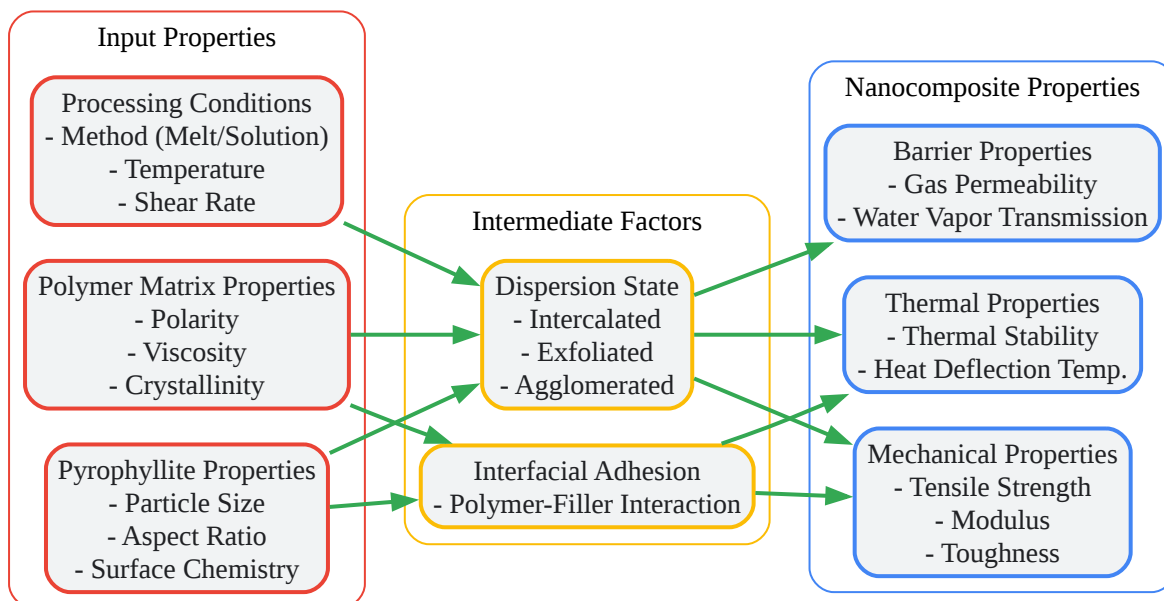 Input Properties
Processing Conditions
- Method (Melt/Solution)
- Temperature
- Shear Rate
Polymer Matrix Properties
- Polarity
- Viscosity
- Crystallinity
Pyrophyllite Properties
- Particle Size
- Aspect Ratio
- Surface Chemistry
Intermediate Factors
Dispersion State
- Intercalated
- Exfoliated
- Agglomerated
Interfacial Adhesion
- Polymer-Filler Interaction
Nanocomposite Properties
Barrier Properties
- Gas Permeability
- Water Vapor Transmission
Thermal Properties
- Thermal Stability
- Heat Deflection Temp.
Mechanical Properties
- Tensile Strength
- Modulus
- Toughness